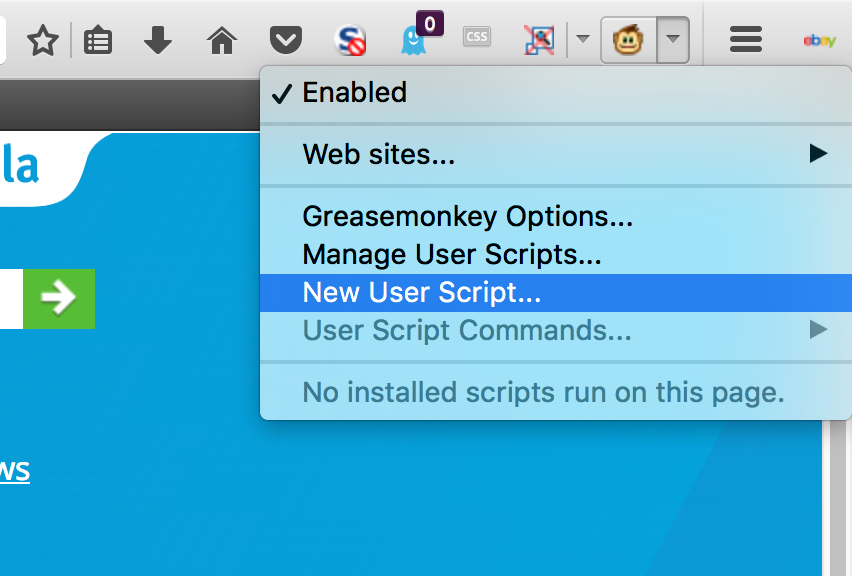 0
CSS
ebay
Enabled
la
Web sites...
Greasemonkey Options...
Manage User Scripts...
New User Script...
User Script Commands...
No installed scripts run on this page.
ws